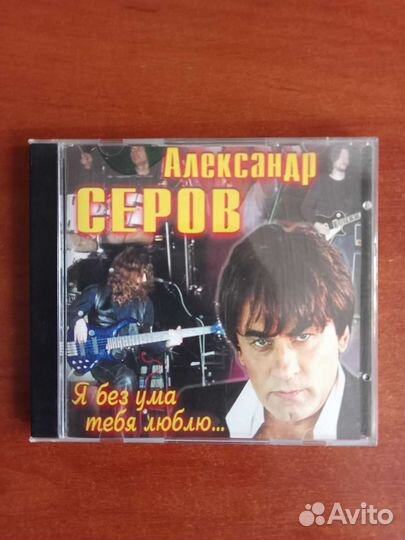 Александр
СЕРОВ
Я без ума
тебя люблю...
Avito